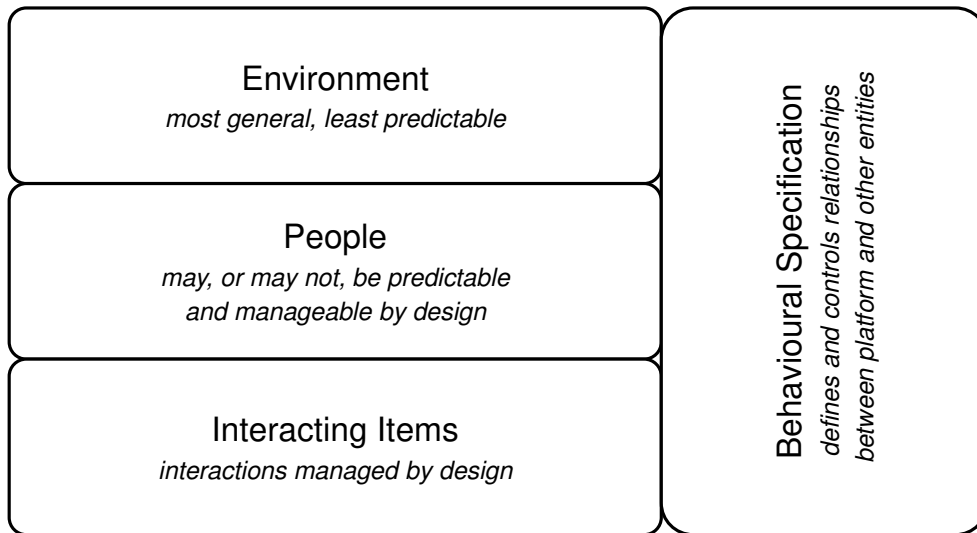 Environment
most general, least predictable
People
may, or may not, be predictable
and manageable by design
Interacting Items
interactions managed by design
Behavioural Specification
defines and controls relationships
between platform and other entities